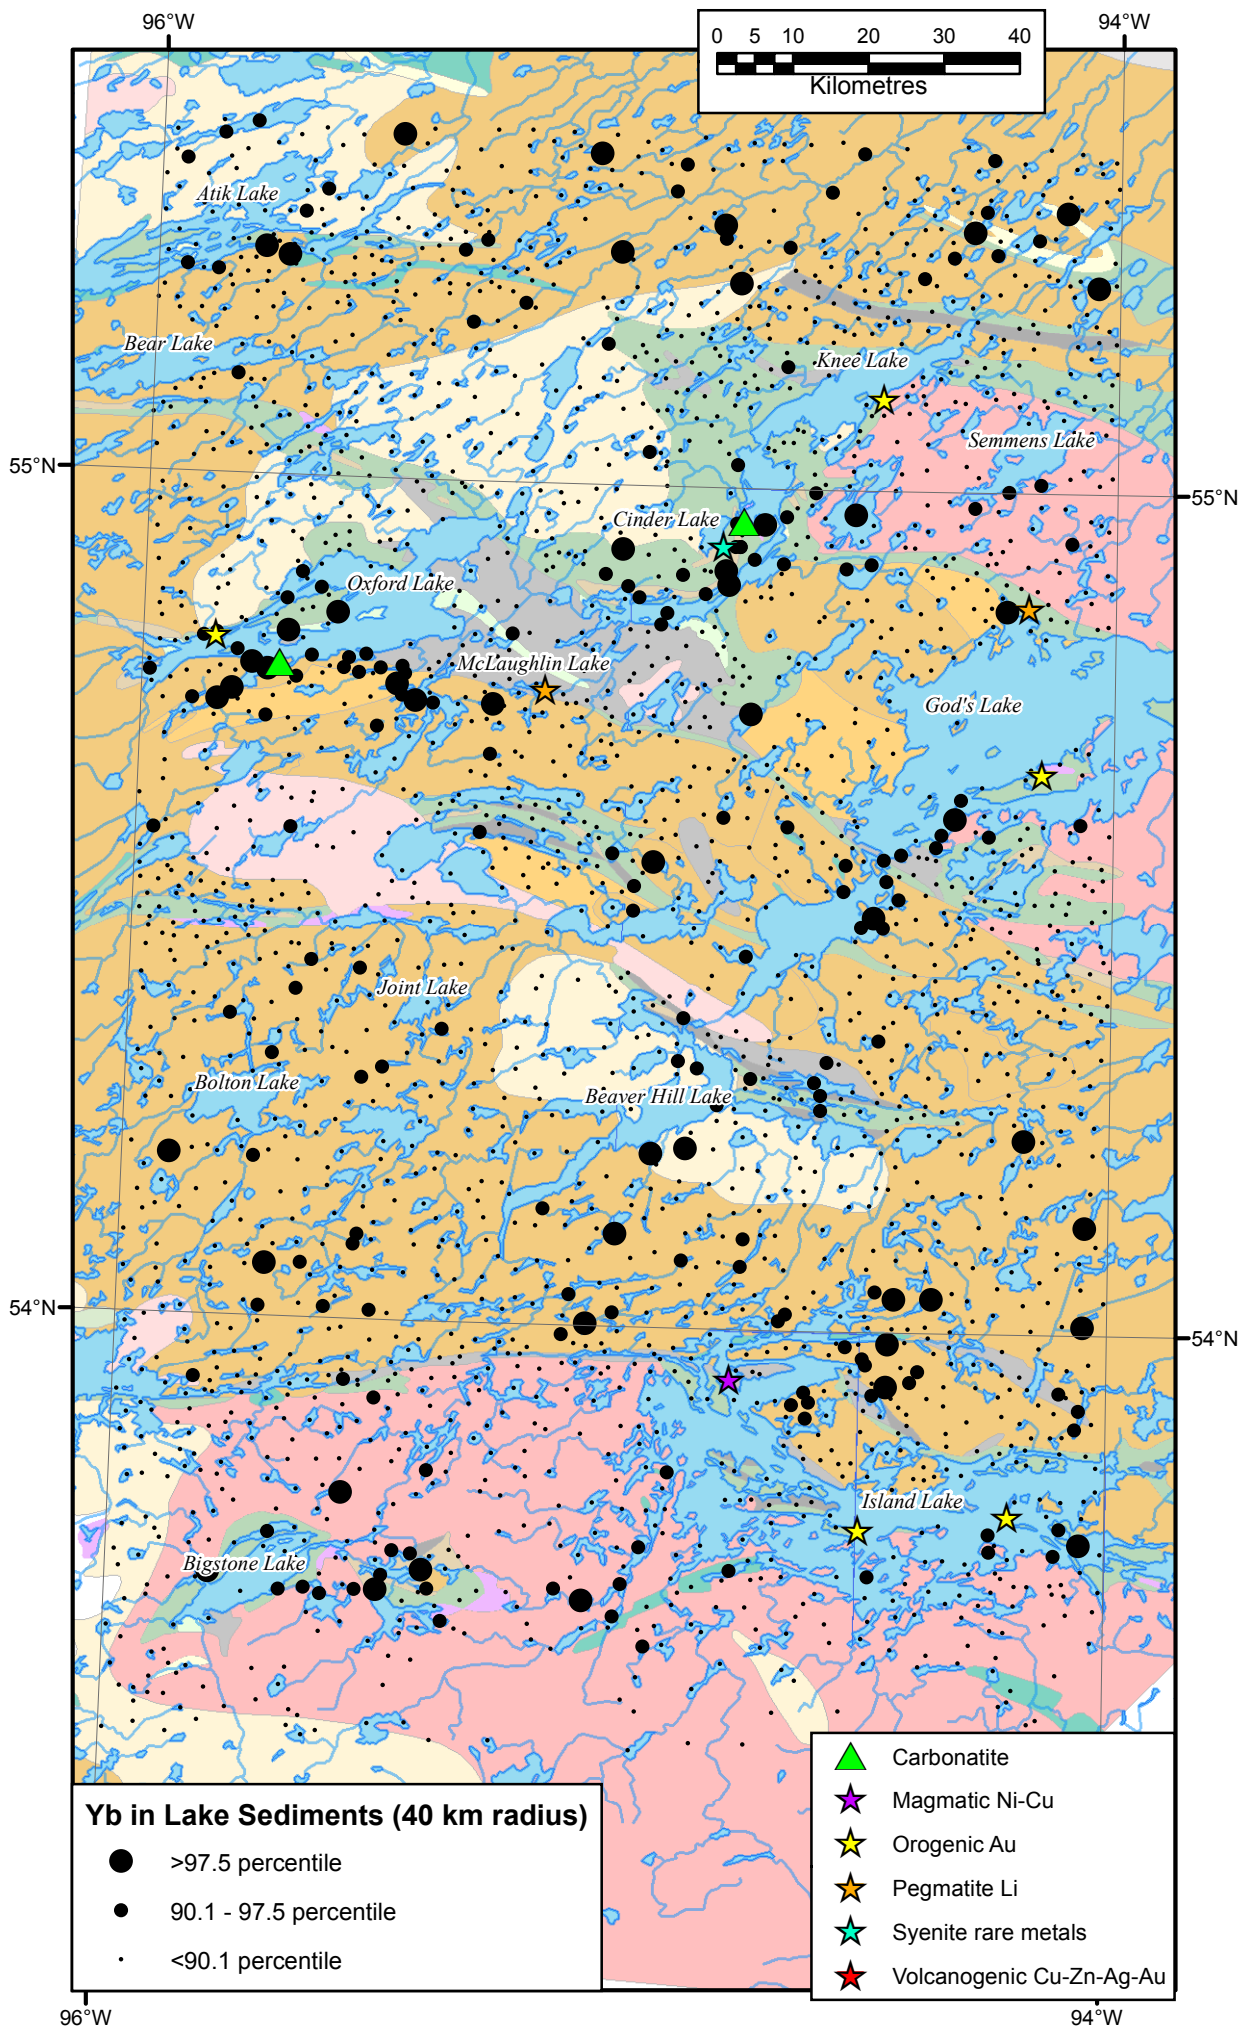 96°W
94°W
0 5 10 20 30 40
Kilometres
Atik Lake
Bear Lake
Knee Lake
Semmens Lake
55°N
55°N
Cinder Lake
Oxford Lake
McLaughlin Lake
God's Lake
Joint Lake
Bolton Lake
Beaver Hill Lake
54°N
54°N
Island Lake
Bigstone Lake
Carbonatite
Magmatic Ni-Cu
Orogenic Au
Pegmatite Li
Syenite rare metals
Volcanogenic Cu-Zn-Ag-Au
Yb in Lake Sediments (40 km radius)
>97.5 percentile
90.1 - 97.5 percentile
<90.1 percentile
96°W
94°W